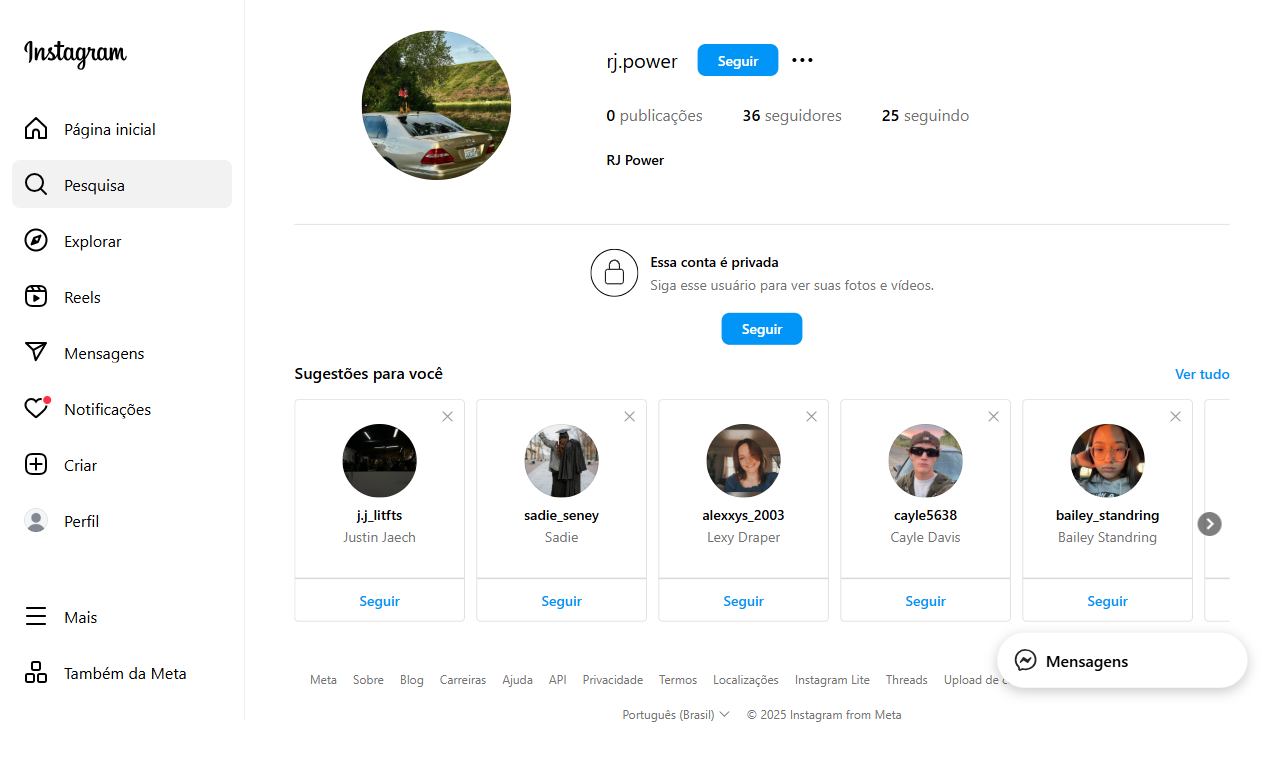 Instagram
Página inicial
Pesquisa
Explorar
Reels
Mensagens
Notificações
Criar
Perfil
Mais
Também da Meta
rj.power Seguir
0 publicações 36 seguidores 25 seguindo
RJ Power
Essa conta é privada
Siga esse usuário para ver suas fotos e vídeos.
Seguir
Sugestões para você Ver tudo
j.j_litfts
Justin Jaech
Seguir
sadie_seney
Sadie
Seguir
alexxys_2003
Lexy Draper
Seguir
cayle5638
Cayle Davis
Seguir
bailey_standring
Bailey Standring
Seguir
Mensagens
Meta Sobre Blog Carreiras Ajuda API Privacidade Termos Localizações Instagram Lite Threads Upload de
Português (Brasil) © 2025 Instagram from Meta